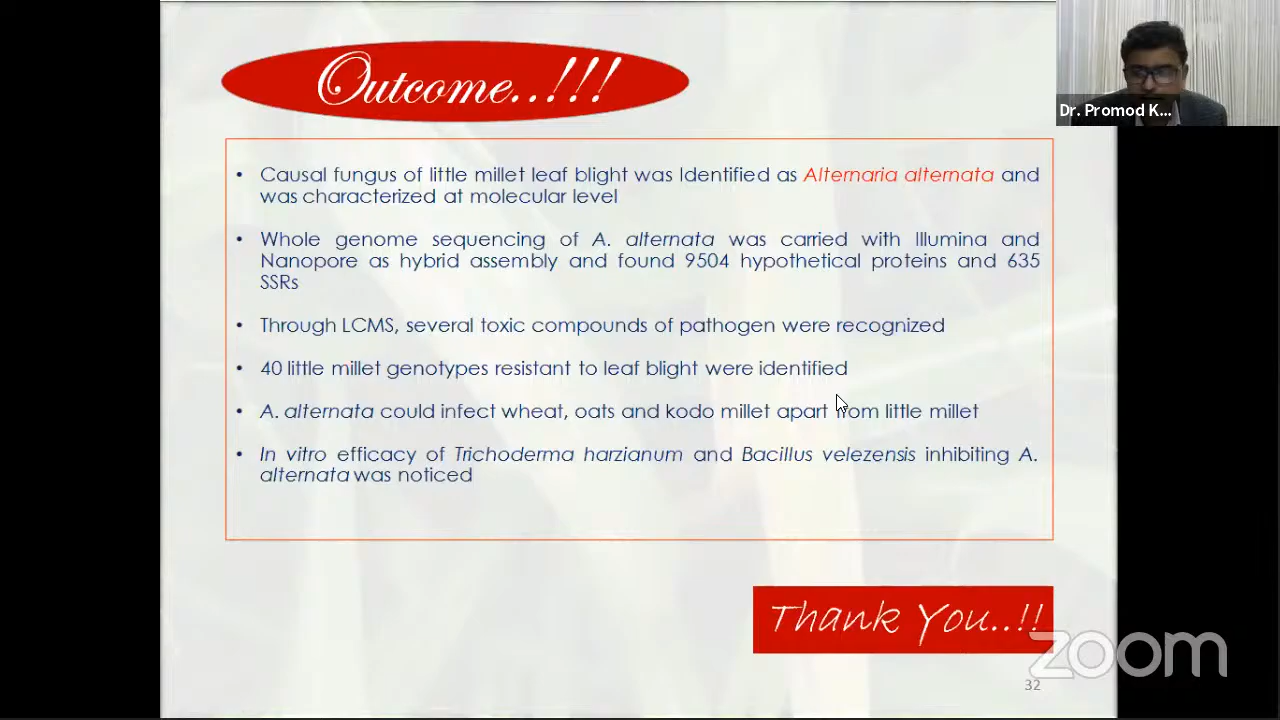 Outcome..!!!
Dr. Promod K...
• Causal fungus of little millet leaf blight was Identified as Alternaria alternata and
was characterized at molecular level
• Whole genome sequencing of A. alternata was carried with Illumina and
Nanopore as hybrid assembly and found 9504 hypothetical proteins and 635
SSRs
• Through LCMS, several toxic compounds of pathogen were recognized
• 40 little millet genotypes resistant to leaf blight were identified
• A. alternata could infect wheat, oats and kodo millet apart from little millet
• In vitro efficacy of Trichoderma harzianum and Bacillus velezensis inhibiting A.
alternata was noticed
Thank You..!!
zoom
32